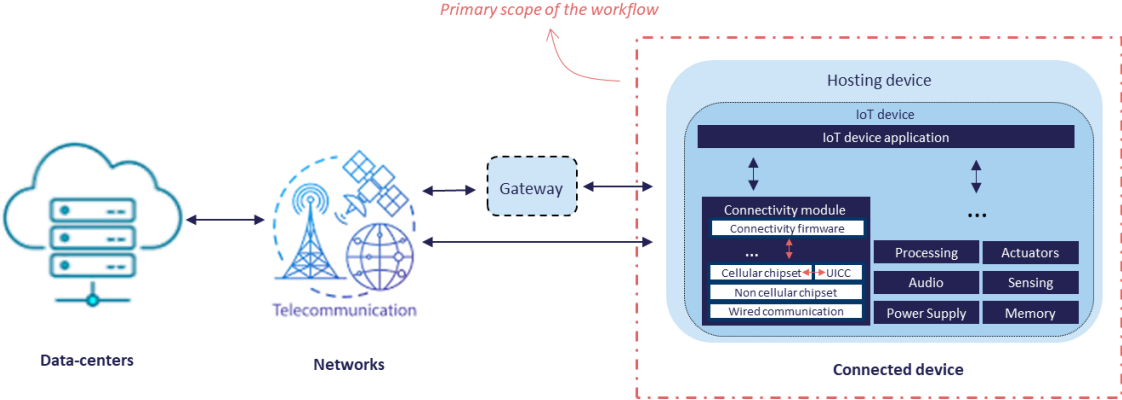 Primary scope of the workflow
Hosting device
IoT device
IoT device application
Gateway
Connectivity module
Connectivity firmware
...
...
Cellular chipset
UICC
Non cellular chipset
Wired communication
Processing
Actuators
Audio
Sensing
Power Supply
Memory
Telecommunication
Data-centers
Networks
Connected device